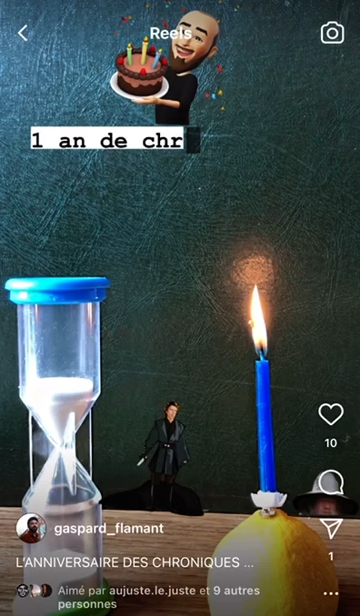 Reels
1 an de chr
10
gaspard_flamant
1
L'ANNIVERSAIRE DES CHRONIQUES ...
Aimé par aujuste.le.juste et 9 autres
personnes